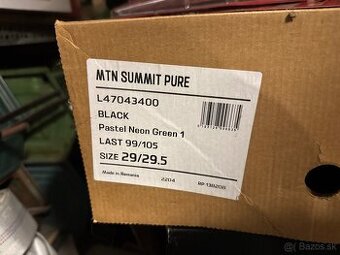 MTN SUMMIT PURE
L47043400
BLACK
Pastel Neon Green 1
LAST 99/105
SIZE 29/29.5
Made in Romania
J204
© Bazos.sk